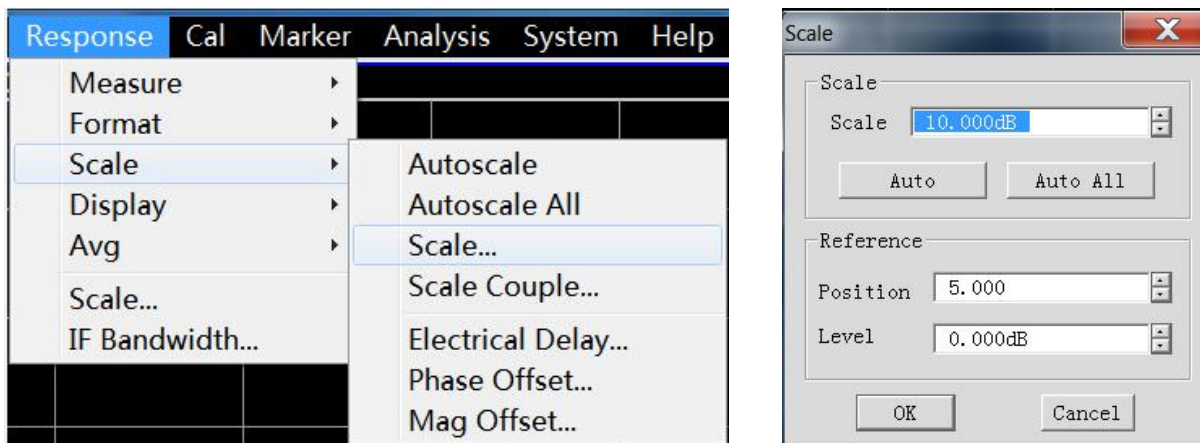 Response Cal Marker Analysis System Help
Measure
Format
Scale
Display
Avg
Scale...
IF Bandwidth...
Autoscale
Autoscale All
Scale...
Scale Couple...
Electrical Delay...
Phase Offset...
Mag Offset...
Scale
Scale
Scale 10.000dB
Auto Auto All
Reference
Position 5.000
Level 0.000dB
OK Cancel